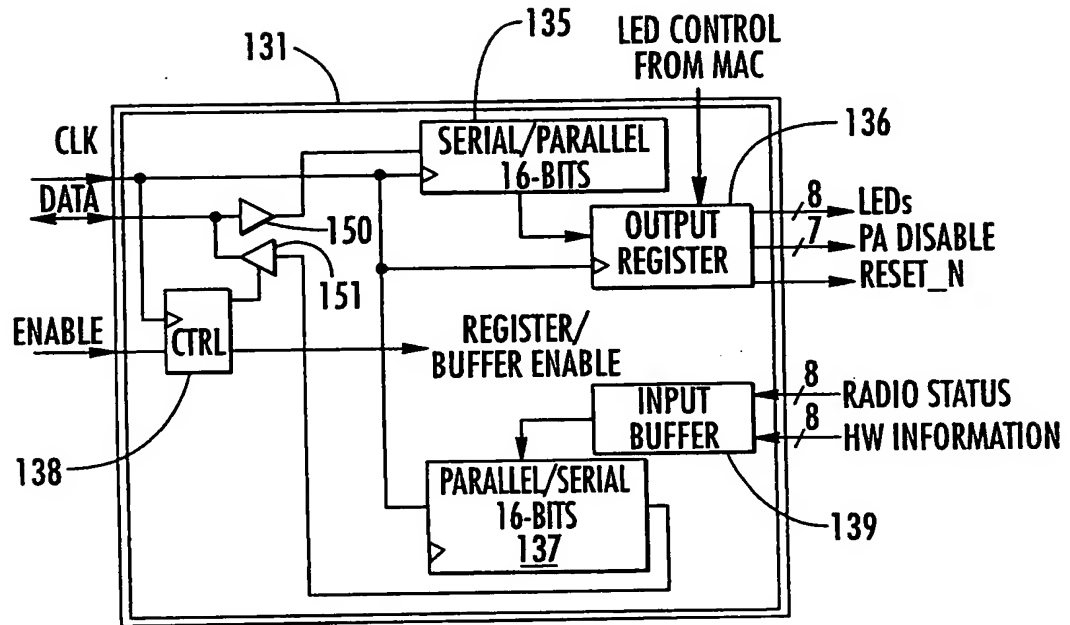 135
LED CONTROL
FROM MAC
131
136
CLK
SERIAL/PARALLEL
16-BITS
DATA
8
LEDs
150
OUTPUT
REGISTER
7
PA DISABLE
151
RESET_N
ENABLE
CTRL
REGISTER/
BUFFER ENABLE
8
RADIO STATUS
INPUT
BUFFER
8
HW INFORMATION
138
PARALLEL/SERIAL
16-BITS
137
139